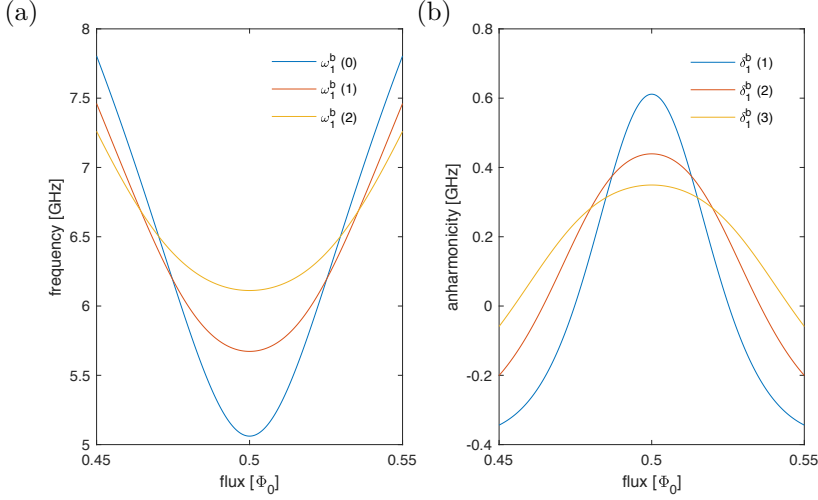 (a)
8
7.5
7
6.5
6
5.5
5
frequency [GHz]
ω₁ᵇ (0)
ω₁ᵇ (1)
ω₁ᵇ (2)
0.45
0.5
0.55
flux [Φ₀]
(b)
0.8
0.6
0.4
0.2
0
-0.2
-0.4
anharmonicity [GHz]
δ₁ᵇ (1)
δ₁ᵇ (2)
δ₁ᵇ (3)
0.45
0.5
0.55
flux [Φ₀]